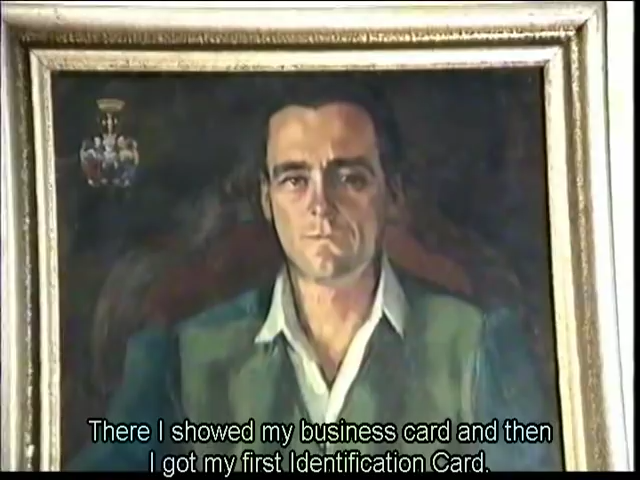 There I showed my business card and then
I got my first Identification Card.